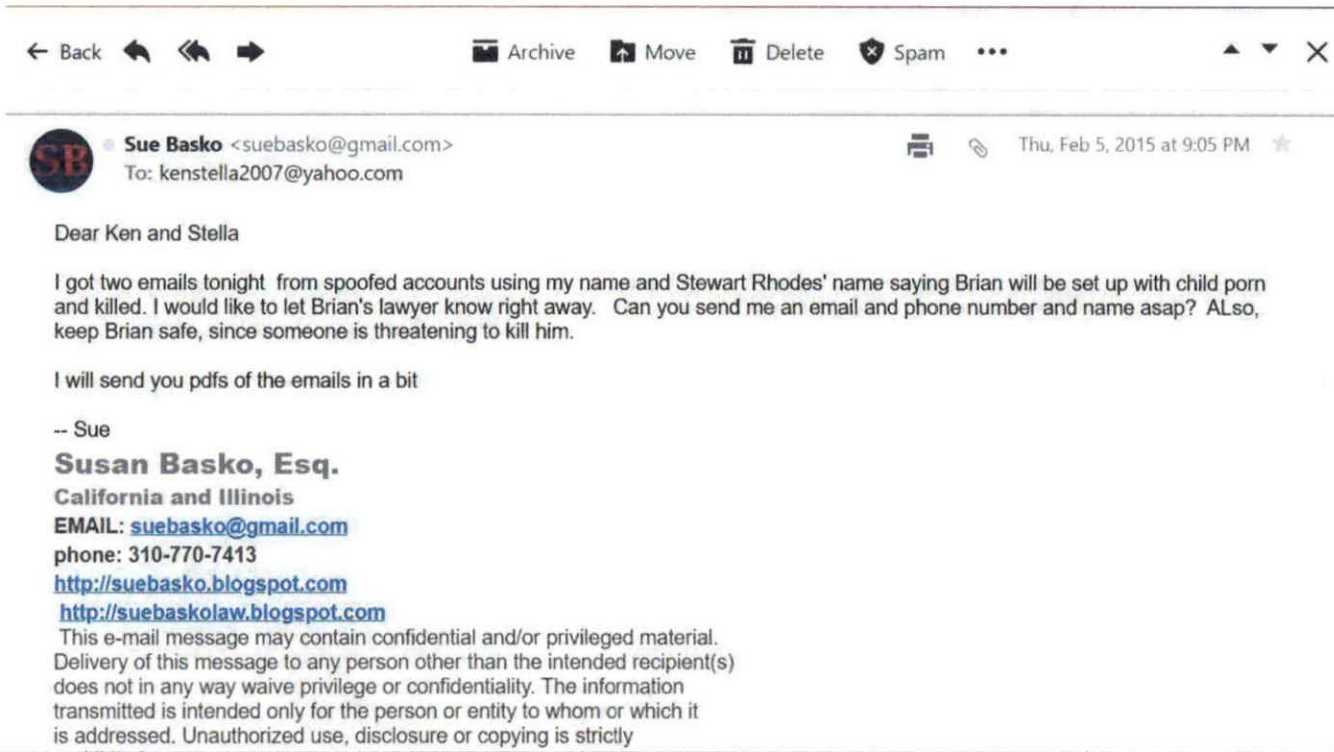 ← Back Archive Move Delete Spam •••
SB Sue Basko <suebasko@gmail.com> Thu, Feb 5, 2015 at 9:05 PM
To: kenstella2007@yahoo.com
Dear Ken and Stella
I got two emails tonight from spoofed accounts using my name and Stewart Rhodes' name saying Brian will be set up with child porn
and killed. I would like to let Brian's lawyer know right away. Can you send me an email and phone number and name asap? ALso,
keep Brian safe, since someone is threatening to kill him.
I will send you pdfs of the emails in a bit
-- Sue
Susan Basko, Esq.
California and Illinois
EMAIL: suebasko@gmail.com
phone: 310-770-7413
http://suebasko.blogspot.com
http://suebaskolaw.blogspot.com
This e-mail message may contain confidential and/or privileged material.
Delivery of this message to any person other than the intended recipient(s)
does not in any way waive privilege or confidentiality. The information
transmitted is intended only for the person or entity to whom or which it
is addressed. Unauthorized use, disclosure or copying is strictly